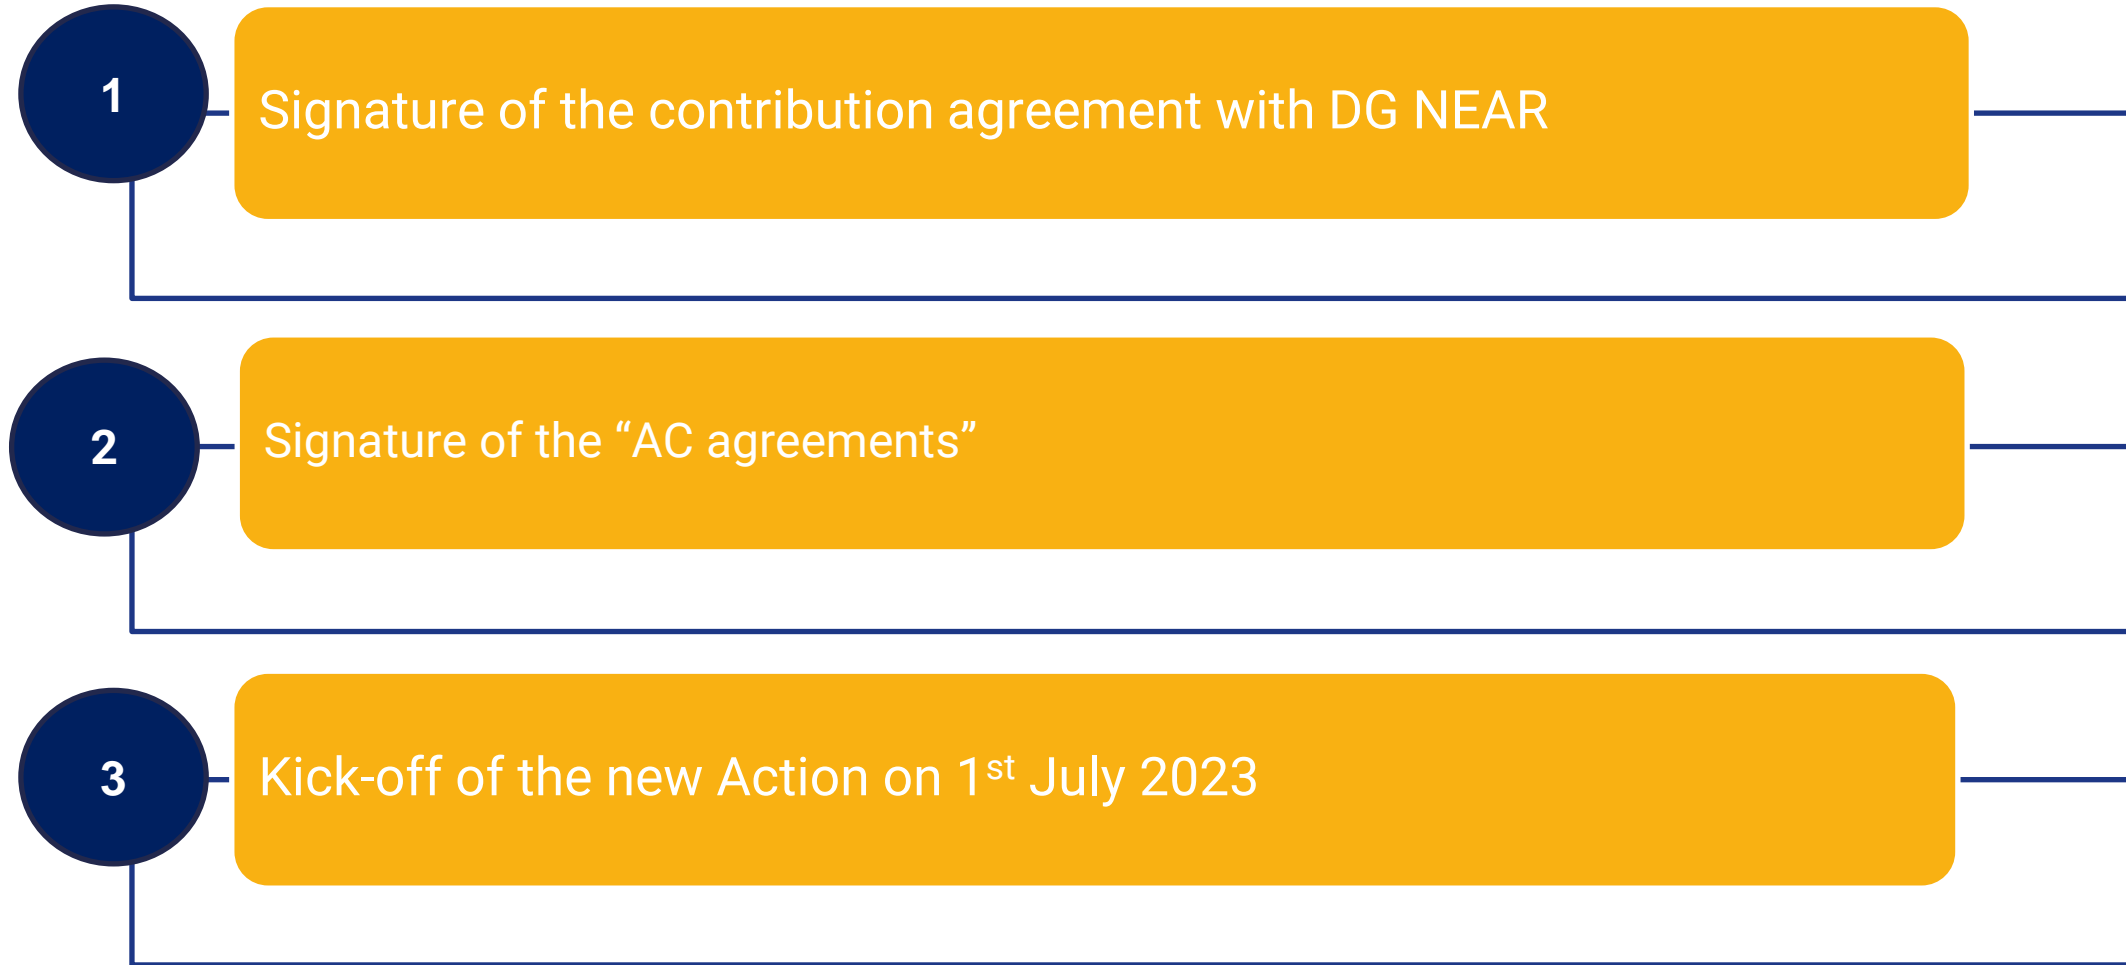 1
Signature of the contribution agreement with DG NEAR
2
Signature of the “AC agreements”
3
Kick-off of the new Action on 1st July 2023